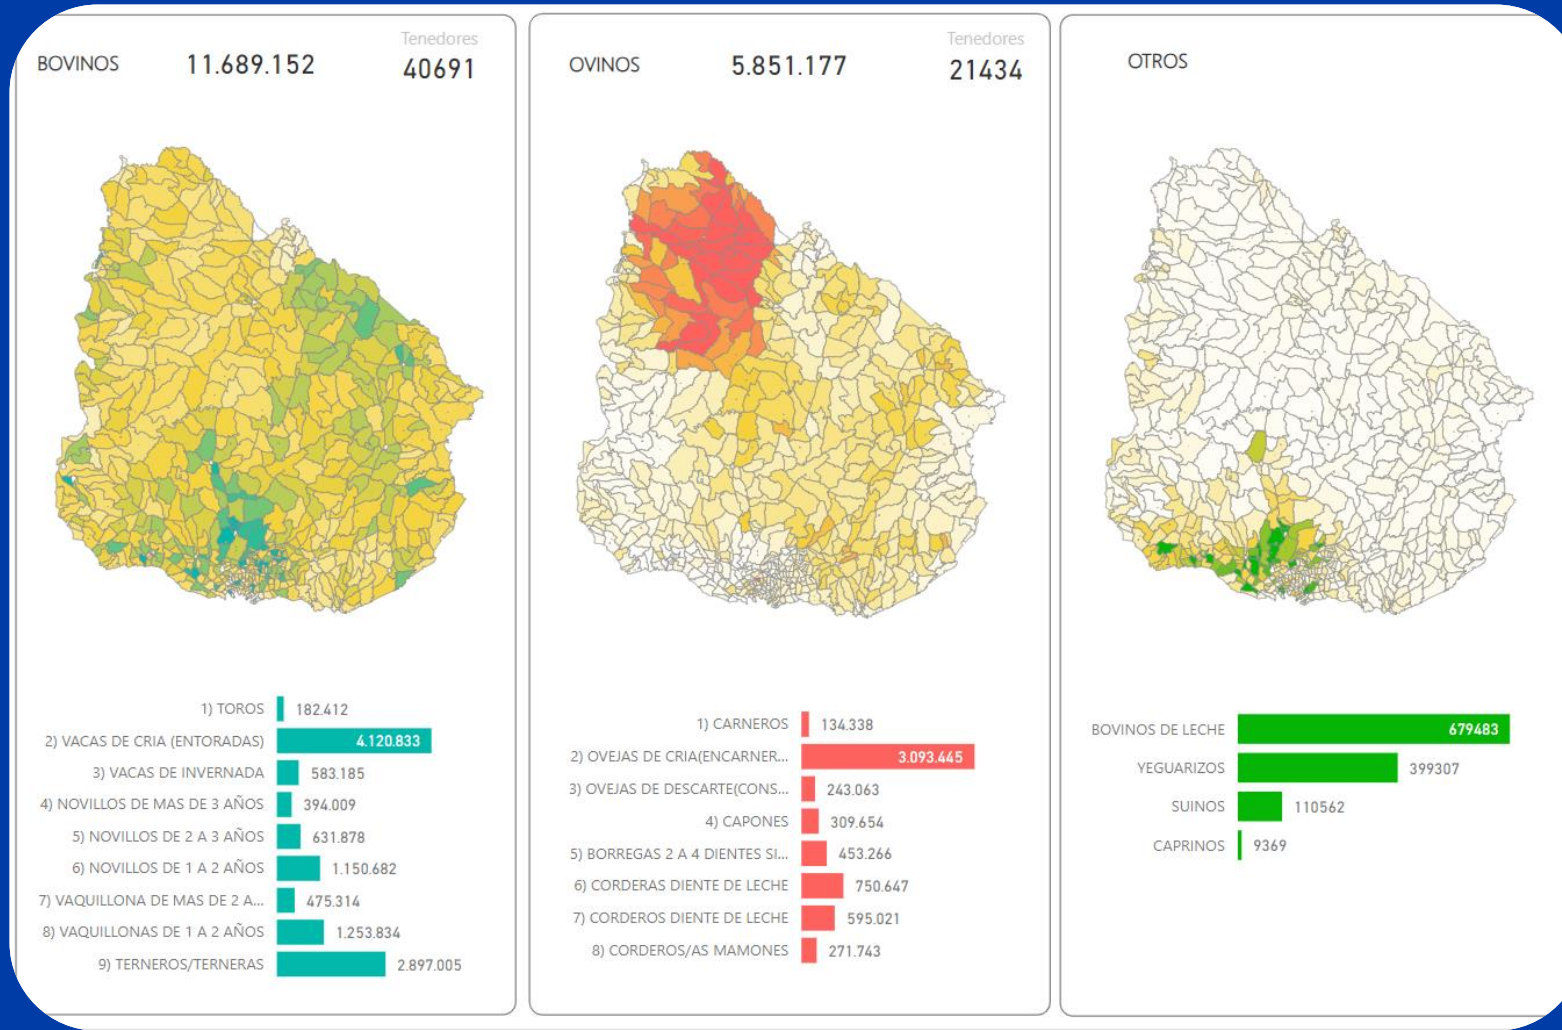 BOVINOS 11.689.152 Tenedores 40691
1) TOROS 182.412
2) VACAS DE CRIA (ENTORADAS) 4.120.833
3) VACAS DE INVERNADA 583.185
4) NOVILLOS DE MAS DE 3 AÑOS 394.009
5) NOVILLOS DE 2 A 3 AÑOS 631.878
6) NOVILLOS DE 1 A 2 AÑOS 1.150.682
7) VAQUILLONA DE MAS DE 2 A... 475.314
8) VAQUILLONAS DE 1 A 2 AÑOS 1.253.834
9) TERNEROS/TERNERAS 2.897.005
OVINOS 5.851.177 Tenedores 21434
1) CARNEROS 134.338
2) OVEJAS DE CRIA(ENCARNER... 3.093.445
3) OVEJAS DE DESCARTE(CONS... 243.063
4) CAPONES 309.654
5) BORREGAS 2 A 4 DIENTES SI... 453.266
6) CORDERAS DIENTE DE LECHE 750.647
7) CORDEROS DIENTE DE LECHE 595.021
8) CORDEROS/AS MAMONES 271.743
OTROS
BOVINOS DE LECHE 679483
YEGUARIZOS 399307
SUINOS 110562
CAPRINOS 9369